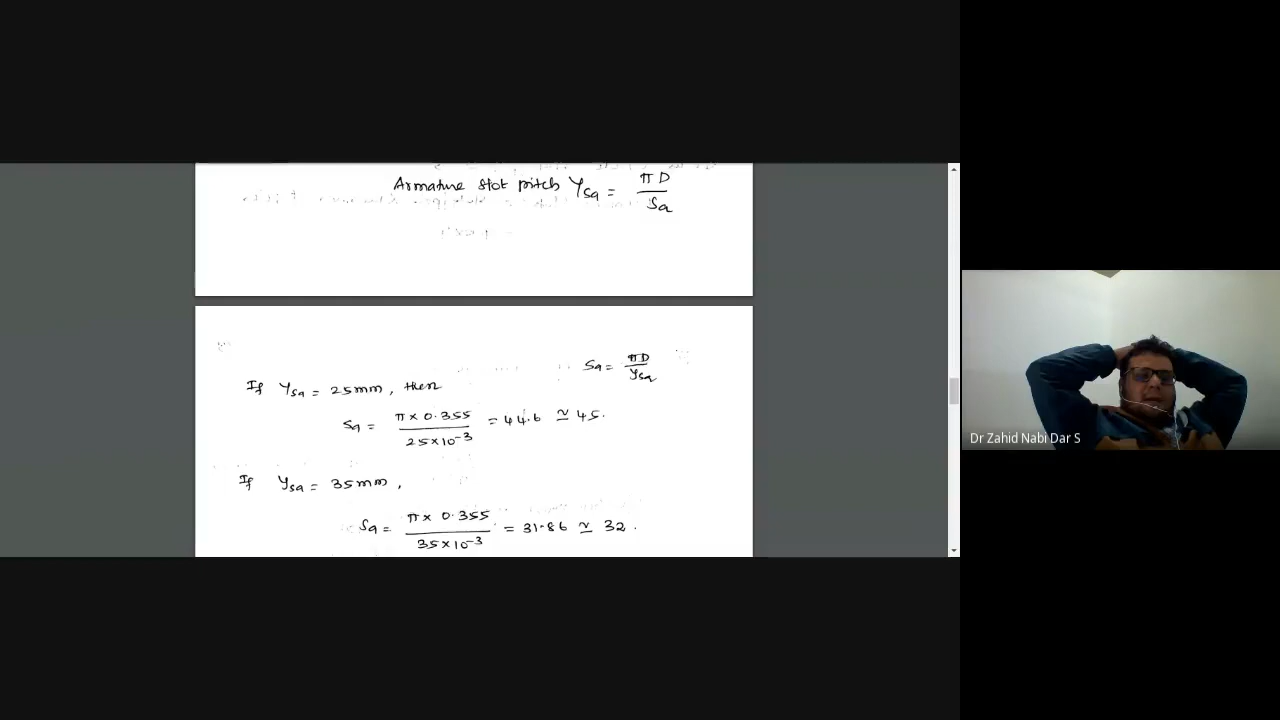 Armature slot pitch Ysa = πD / Sa
Sa = πD / Ysa
If Ysa = 25mm, then
Sa = π × 0.355 / 25×10⁻³ = 44.6 ≃ 45.
If Ysa = 35mm,
Sa = π × 0.355 / 35×10⁻³ = 31.86 ≃ 32.
Dr Zahid Nabi Dar S